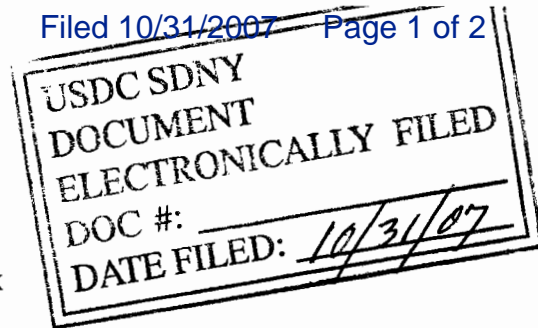 Filed 10/31/2007 Page 1 of 2
USDC SDNY
DOCUMENT
ELECTRONICALLY FILED
DOC #:
DATE FILED: 10/31/07
x